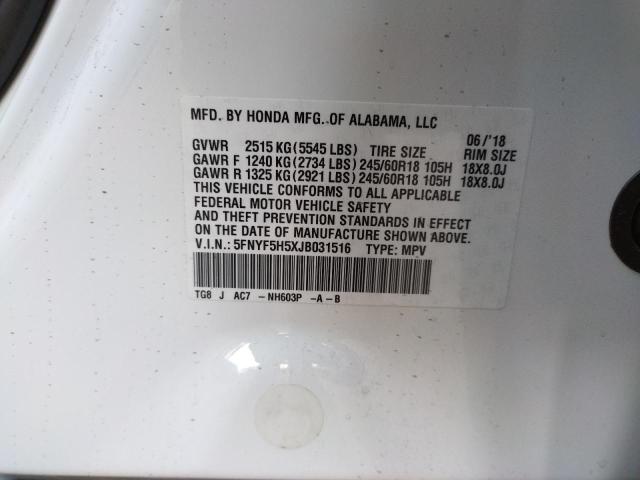 MFD. BY HONDA MFG. OF ALABAMA, LLC
06/'18
GVWR 2515 KG (5545 LBS) TIRE SIZE RIM SIZE
GAWR F 1240 KG (2734 LBS) 245/60R18 105H 18X8.0J
GAWR R 1325 KG (2921 LBS) 245/60R18 105H 18X8.0J
THIS VEHICLE CONFORMS TO ALL APPLICABLE
FEDERAL MOTOR VEHICLE SAFETY
AND THEFT PREVENTION STANDARDS IN EFFECT
ON THE DATE OF MANUFACTURE SHOWN ABOVE.
V.I.N.: 5FNYF5H5XJB031516 TYPE: MPV
TG8 J AC7 -NH603P -A-B